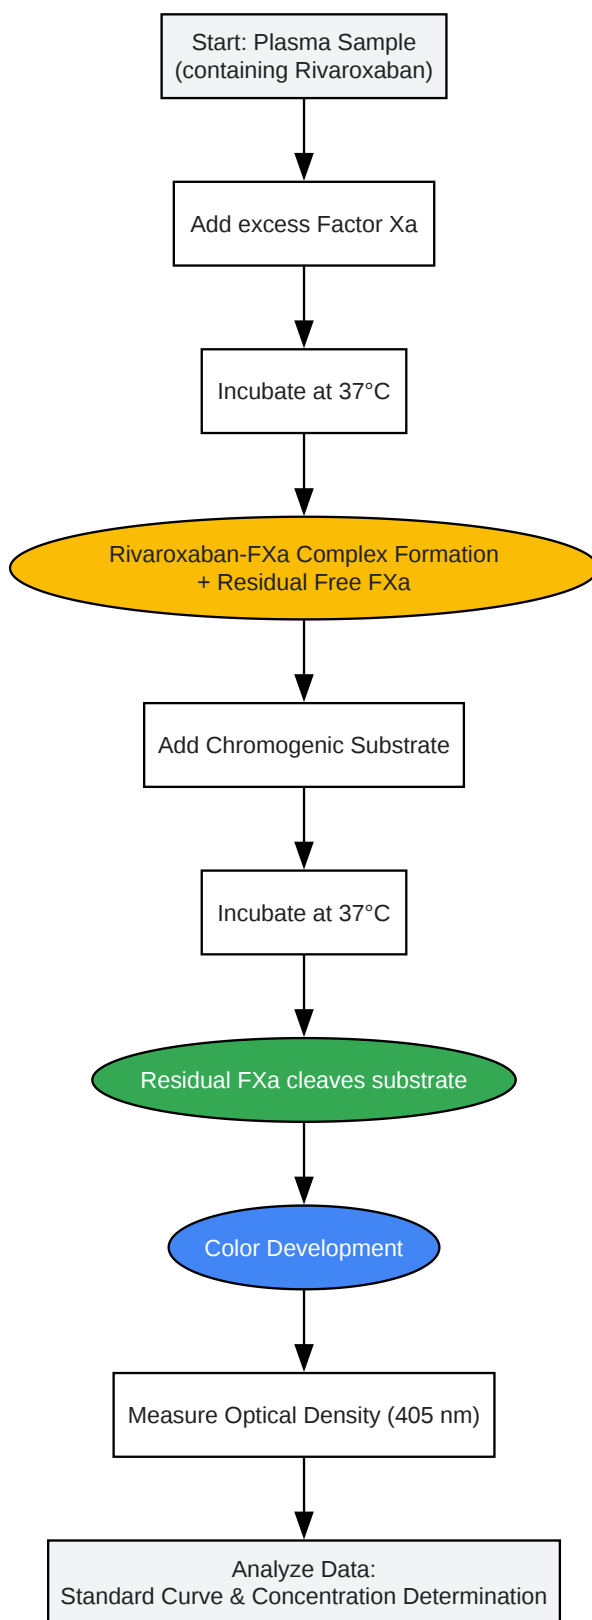 Start: Plasma Sample
(containing Rivaroxaban)
Add excess Factor Xa
Incubate at 37°C
Rivaroxaban-FXa Complex Formation
+ Residual Free FXa
Add Chromogenic Substrate
Incubate at 37°C
Residual FXa cleaves substrate
Color Development
Measure Optical Density (405 nm)
Analyze Data:
Standard Curve & Concentration Determination